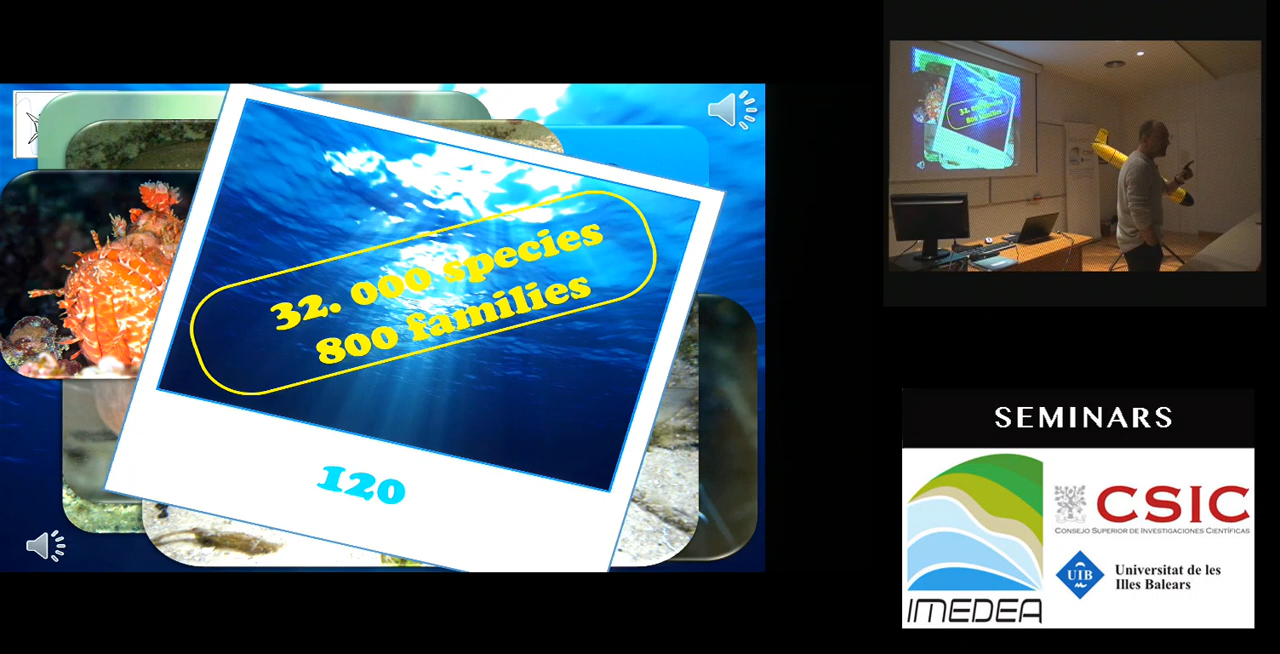 32. 000 species
800 families
120
SEMINARS
CSIC
CONSEJO SUPERIOR DE INVESTIGACIONES CIENTÍFICAS
UIB
Universitat de les
Illes Balears
IMEDEA